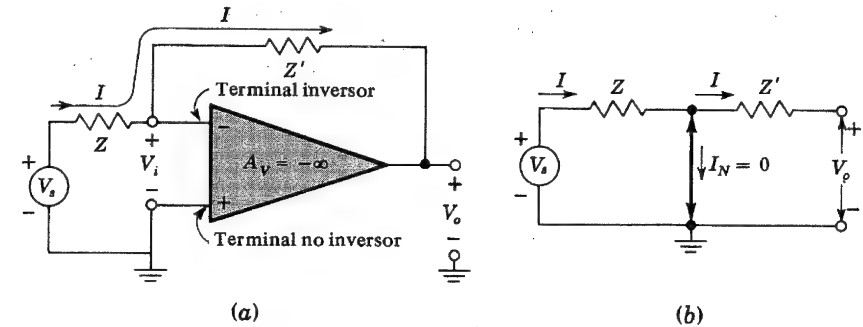 I
Z'
I
Terminal inversor
Z
+
-
+
V_i
A_V = -∞
+
V_s
-
-
+
+
V_o
-
Terminal no inversor
(a)
I
Z
I
Z'
+
+
V_s
I_N = 0
V_o
-
-
(b)